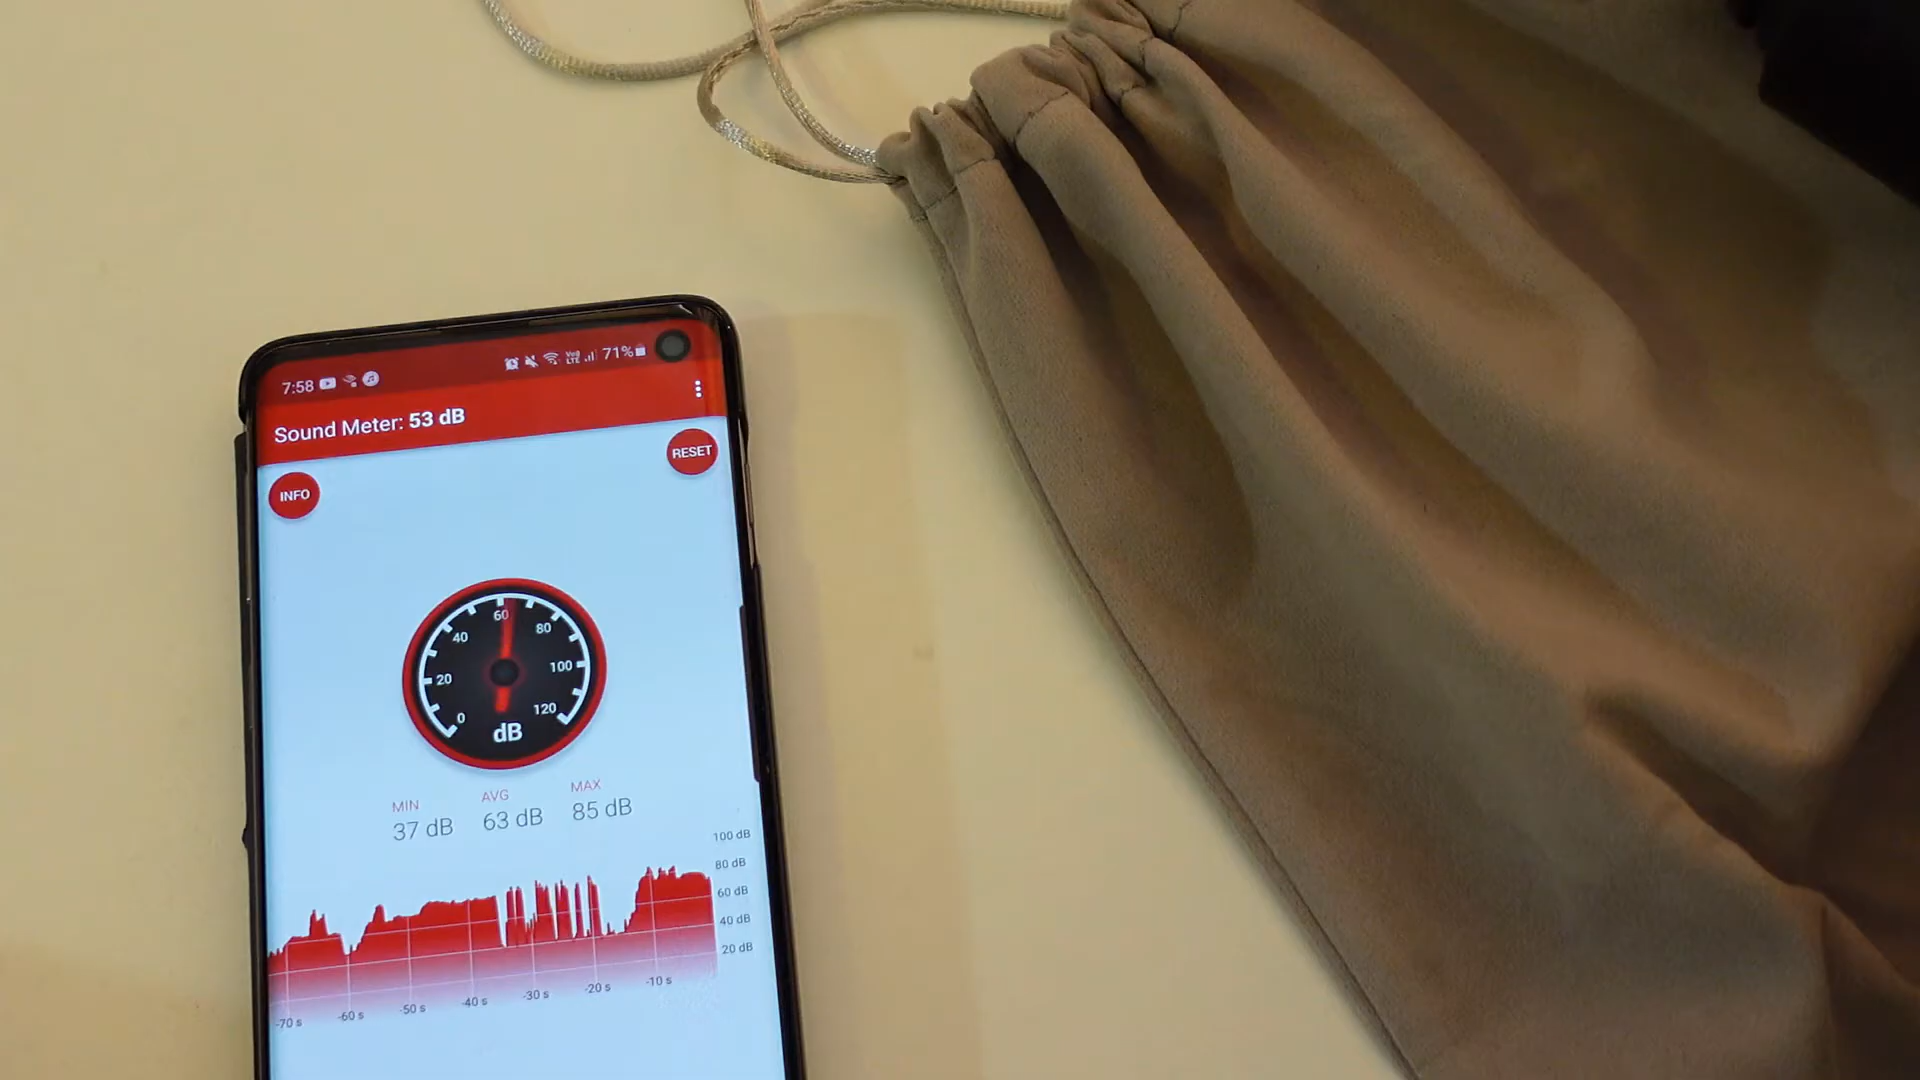 7:58
Vo)) LTE 71%
Sound Meter: 53 dB
RESET
INFO
0 20 40 60 80 100 120
dB
MIN AVG MAX
37 dB 63 dB 85 dB
100 dB
80 dB
60 dB
40 dB
20 dB
-70 s -60 s -50 s -40 s -30 s -20 s -10 s